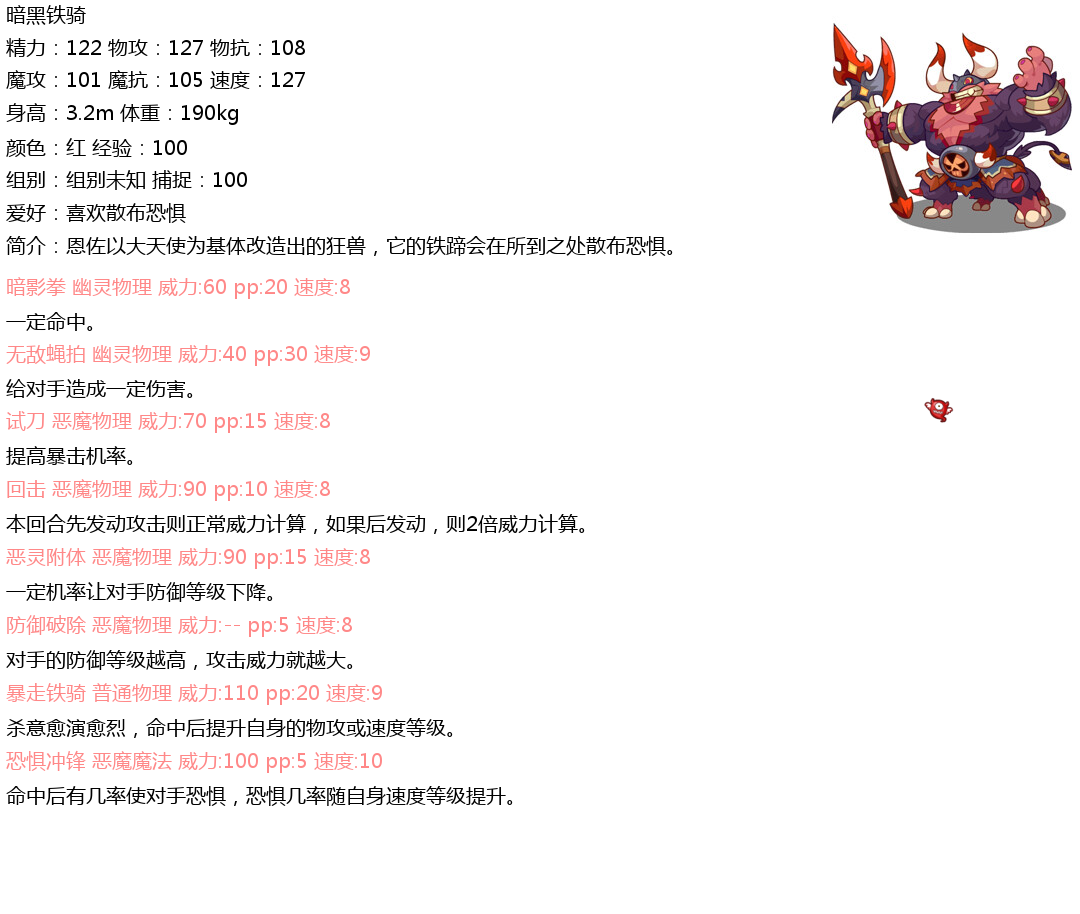 暗黑铁骑
精力：122 物攻：127 物抗：108
魔攻：101 魔抗：105 速度：127
身高：3.2m 体重：190kg
颜色：红 经验：100
组别：组别未知 捕捉：100
爱好：喜欢散布恐惧
简介：恩佐以大天使为基体改造出的狂兽，它的铁蹄会在所到之处散布恐惧。
暗影拳 幽灵物理 威力:60 pp:20 速度:8
一定命中。
无敌蝇拍 幽灵物理 威力:40 pp:30 速度:9
给对手造成一定伤害。
试刀 恶魔物理 威力:70 pp:15 速度:8
提高暴击机率。
回击 恶魔物理 威力:90 pp:10 速度:8
本回合先发动攻击则正常威力计算，如果后发动，则2倍威力计算。
恶灵附体 恶魔物理 威力:90 pp:15 速度:8
一定机率让对手防御等级下降。
防御破除 恶魔物理 威力:-- pp:5 速度:8
对手的防御等级越高，攻击威力就越大。
暴走铁骑 普通物理 威力:110 pp:20 速度:9
杀意愈演愈烈，命中后提升自身的物攻或速度等级。
恐惧冲锋 恶魔魔法 威力:100 pp:5 速度:10
命中后有几率使对手恐惧，恐惧几率随自身速度等级提升。